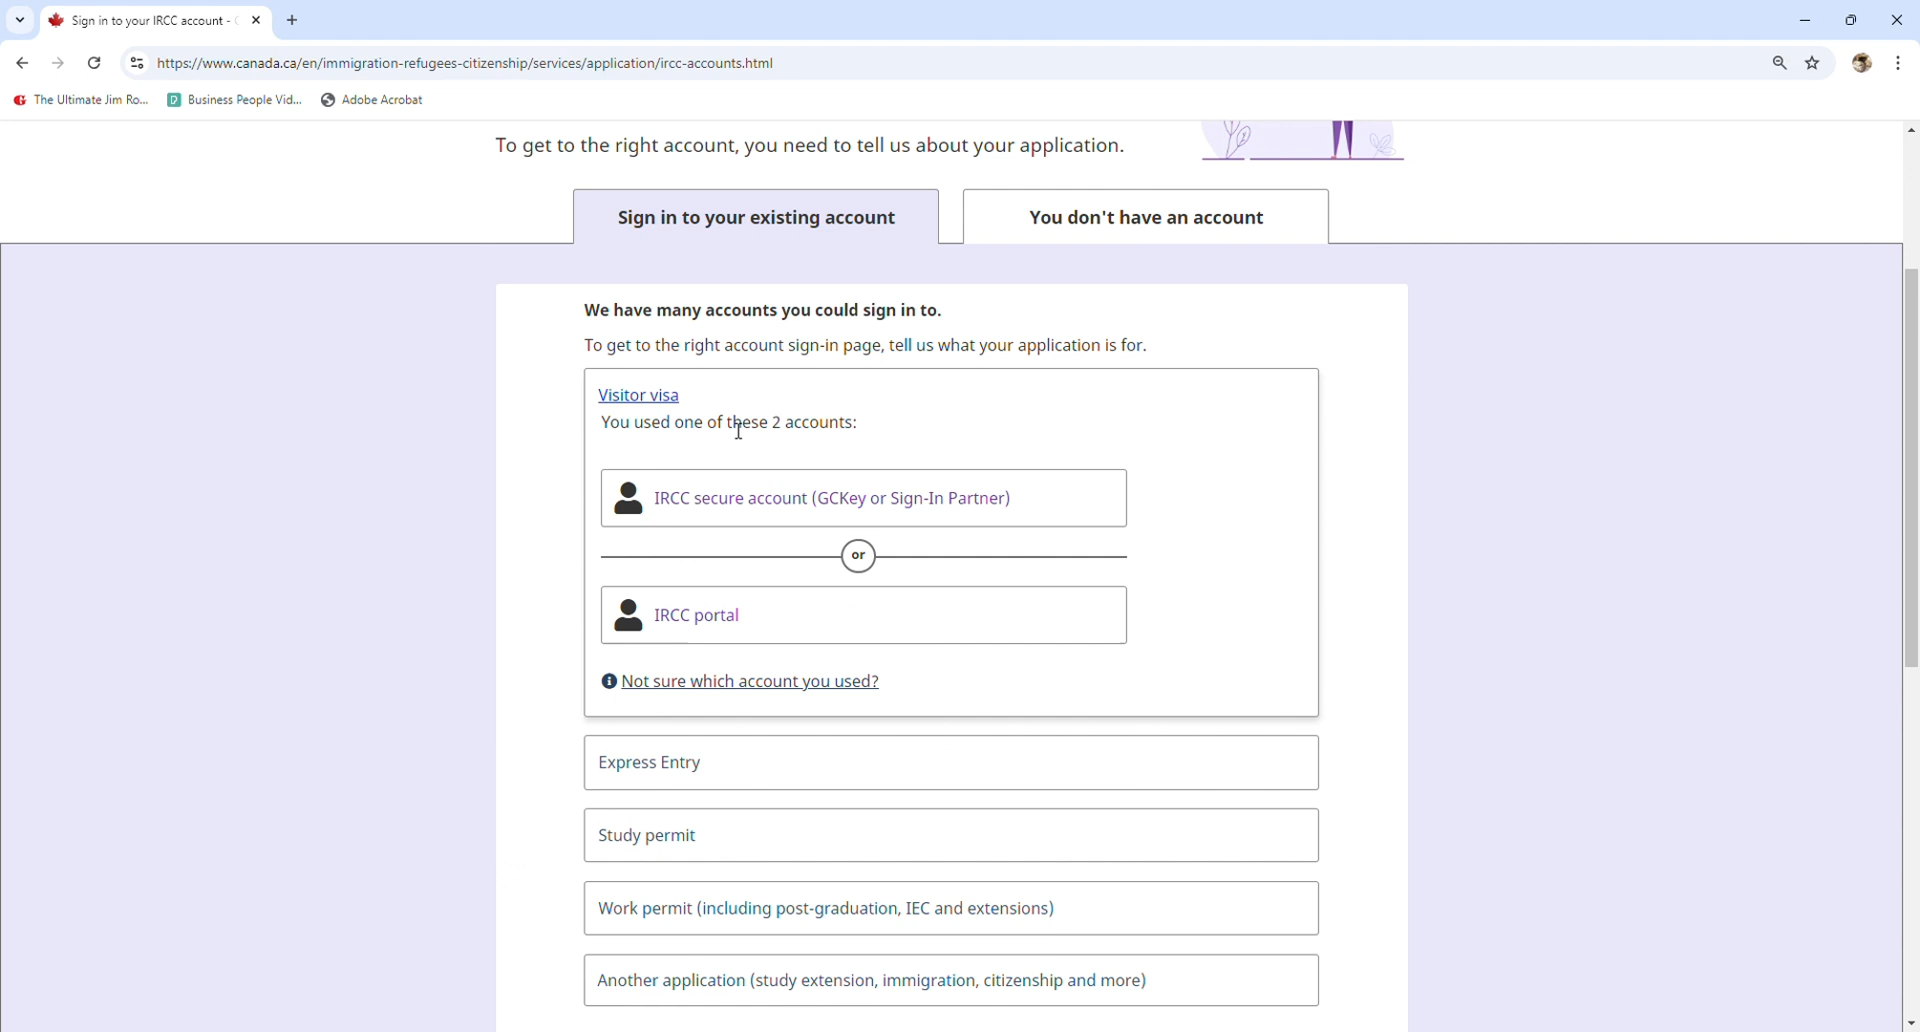 Sign in to your IRCC account -
https://www.canada.ca/en/immigration-refugees-citizenship/services/application/ircc-accounts.html
The Ultimate Jim Ro...
Business People Vid...
Adobe Acrobat
To get to the right account, you need to tell us about your application.
Sign in to your existing account
You don't have an account
We have many accounts you could sign in to.
To get to the right account sign-in page, tell us what your application is for.
Visitor visa
You used one of these 2 accounts:
IRCC secure account (GCKey or Sign-In Partner)
or
IRCC portal
Not sure which account you used?
Express Entry
Study permit
Work permit (including post-graduation, IEC and extensions)
Another application (study extension, immigration, citizenship and more)